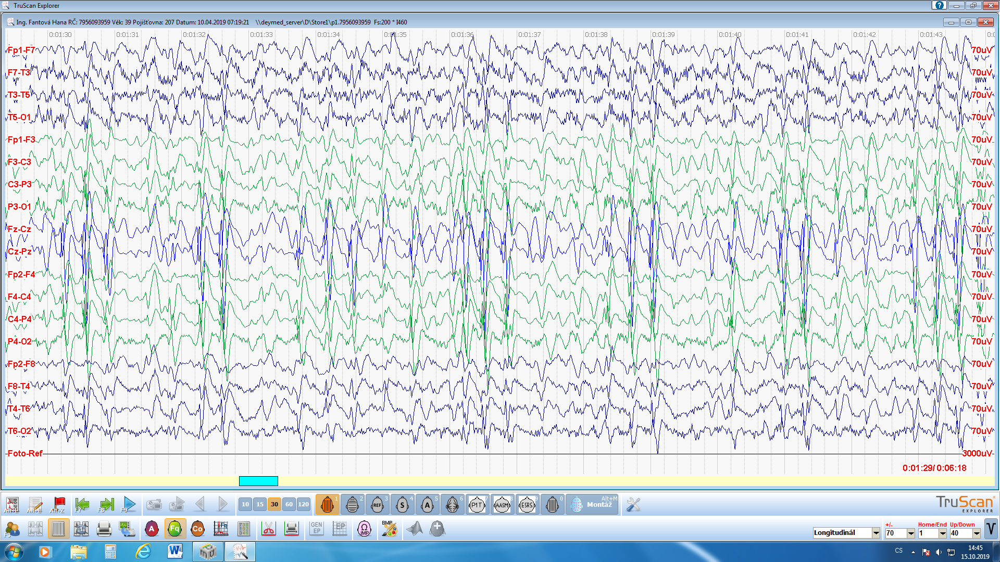 TruScan Explorer
Ing. Fantová Hana RČ: 7956093959 Věk: 39 Pojišťovna: 207 Datum: 10.04.2019 07:19:21 \\deymed_server\D\Store1\p1.7956093959 Fs:200 * I460
0:01:30 0:01:31 0:01:32 0:01:33 0:01:34 0:01:35 0:01:36 0:01:37 0:01:38 0:01:39 0:01:40 0:01:41 0:01:42 0:01:43
Fp1-F7 70uV
F7-T3 70uV
T3-T5 70uV
T5-O1 70uV
Fp1-F3 70uV
F3-C3 70uV
C3-P3 70uV
P3-O1 70uV
Fz-Cz 70uV
Cz-Pz 70uV
Fp2-F4 70uV
F4-C4 70uV
C4-P4 70uV
P4-O2 70uV
Fp2-F8 70uV
F8-T4 70uV
T4-T6 70uV
T6-O2 70uV
Foto-Ref 3000uV
0:01:29/ 0:06:18
Alt+E Alt+Z F7 F8 F9 10 15 30 60 120 1 2 REF 3 S 4 A 5 6 P1T AASM ESRS 0 Alt+M Montáž
TruScan
EXPLORER
F3 A Fq Co GEN EP EP Ω IMP BMP
+/- Home/End Up/Down
Longitudinál 70 1 40 V
CS 14:45
15.10.2019